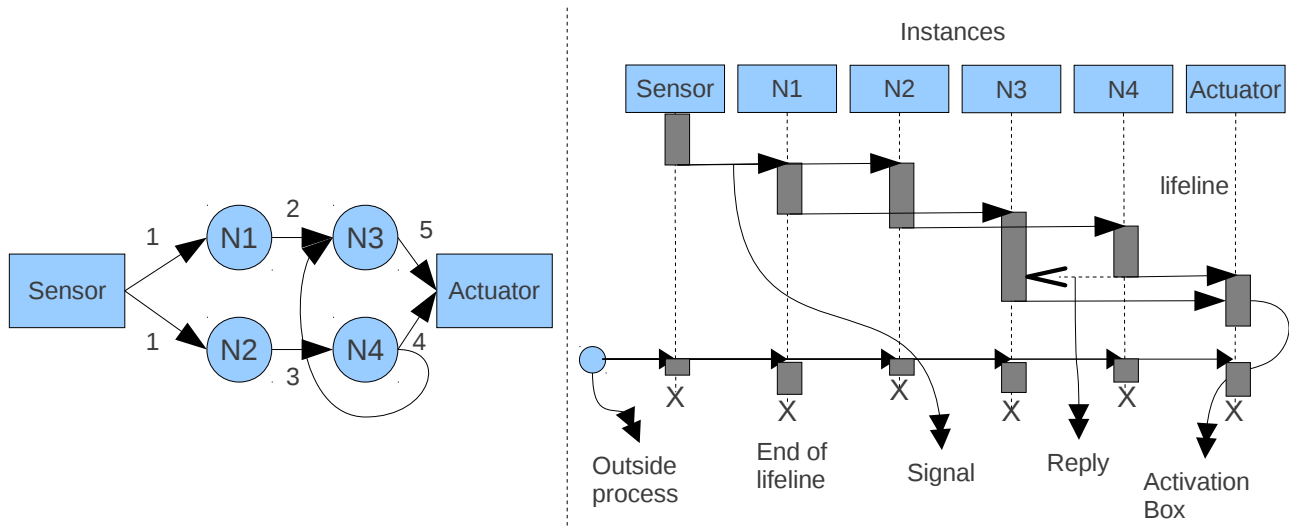 1
2
N1
N3
5
Sensor
Actuator
1
N2
3
N4
4
Instances
Sensor
N1
N2
N3
N4
Actuator
lifeline
X
X
X
X
X
X
Outside
process
End of
lifeline
Signal
Reply
Activation
Box